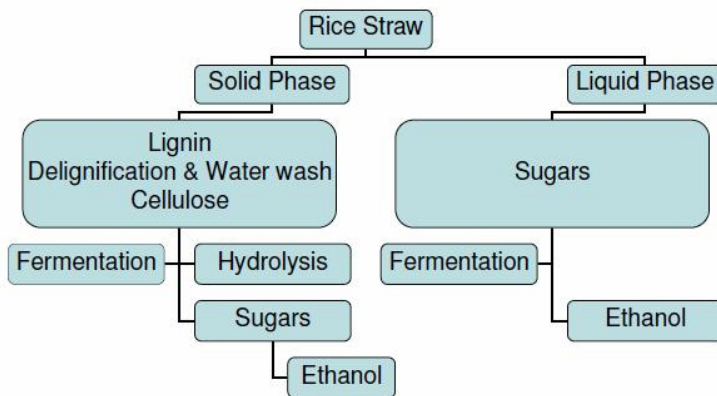 Rice Straw
Solid Phase
Liquid Phase
Lignin
Delignification & Water wash
Cellulose
Sugars
Fermentation
Hydrolysis
Fermentation
Sugars
Ethanol
Ethanol